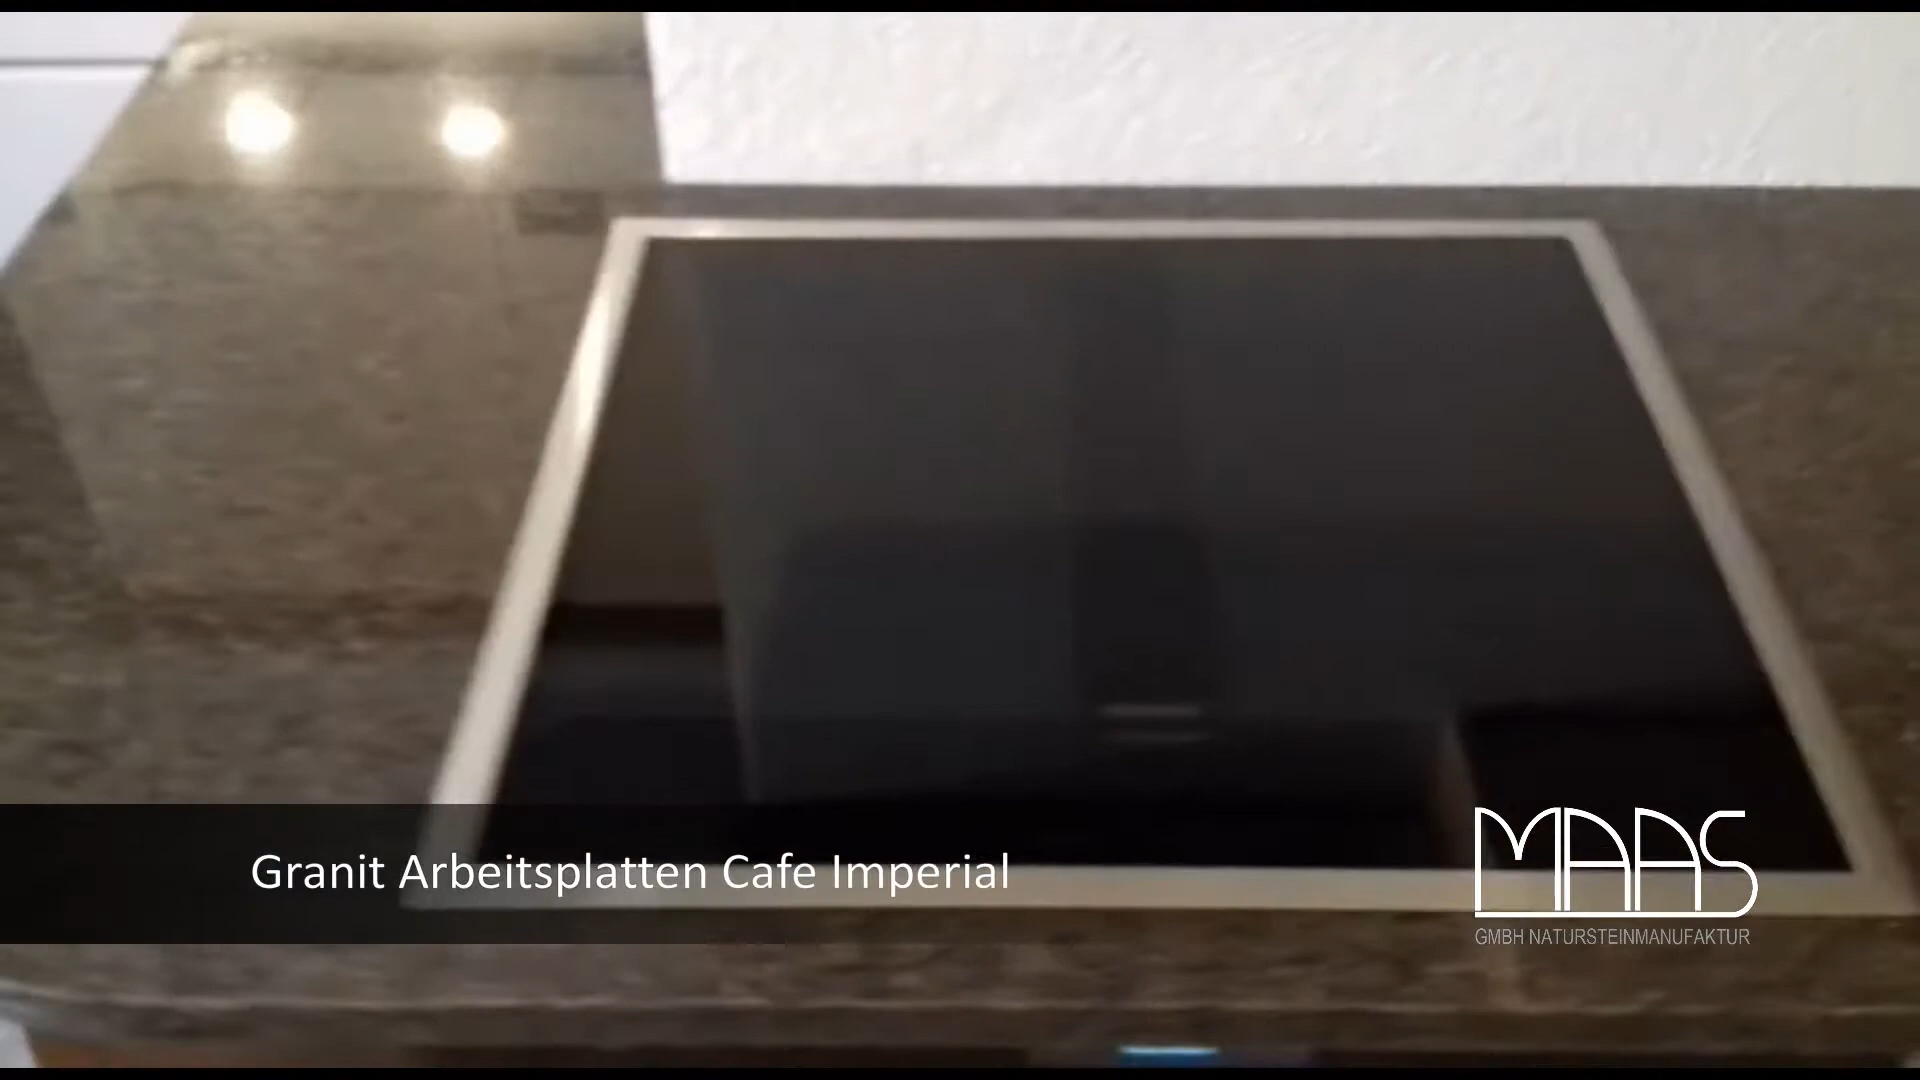 Granit Arbeitsplatten Cafe Imperial
MAAS
GMBH NATURSTEINMANUFAKTUR